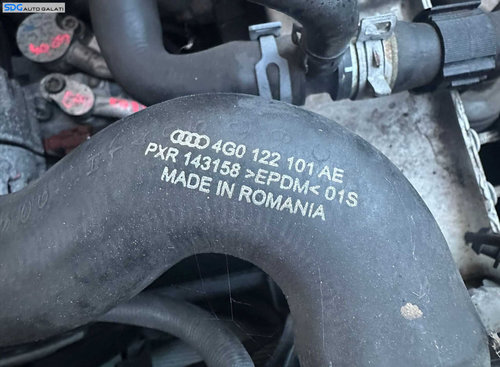 SDG AUTO GALATI
4G0 122 101 AE
PXR 143158 >EPDM< 01S
MADE IN ROMANIA